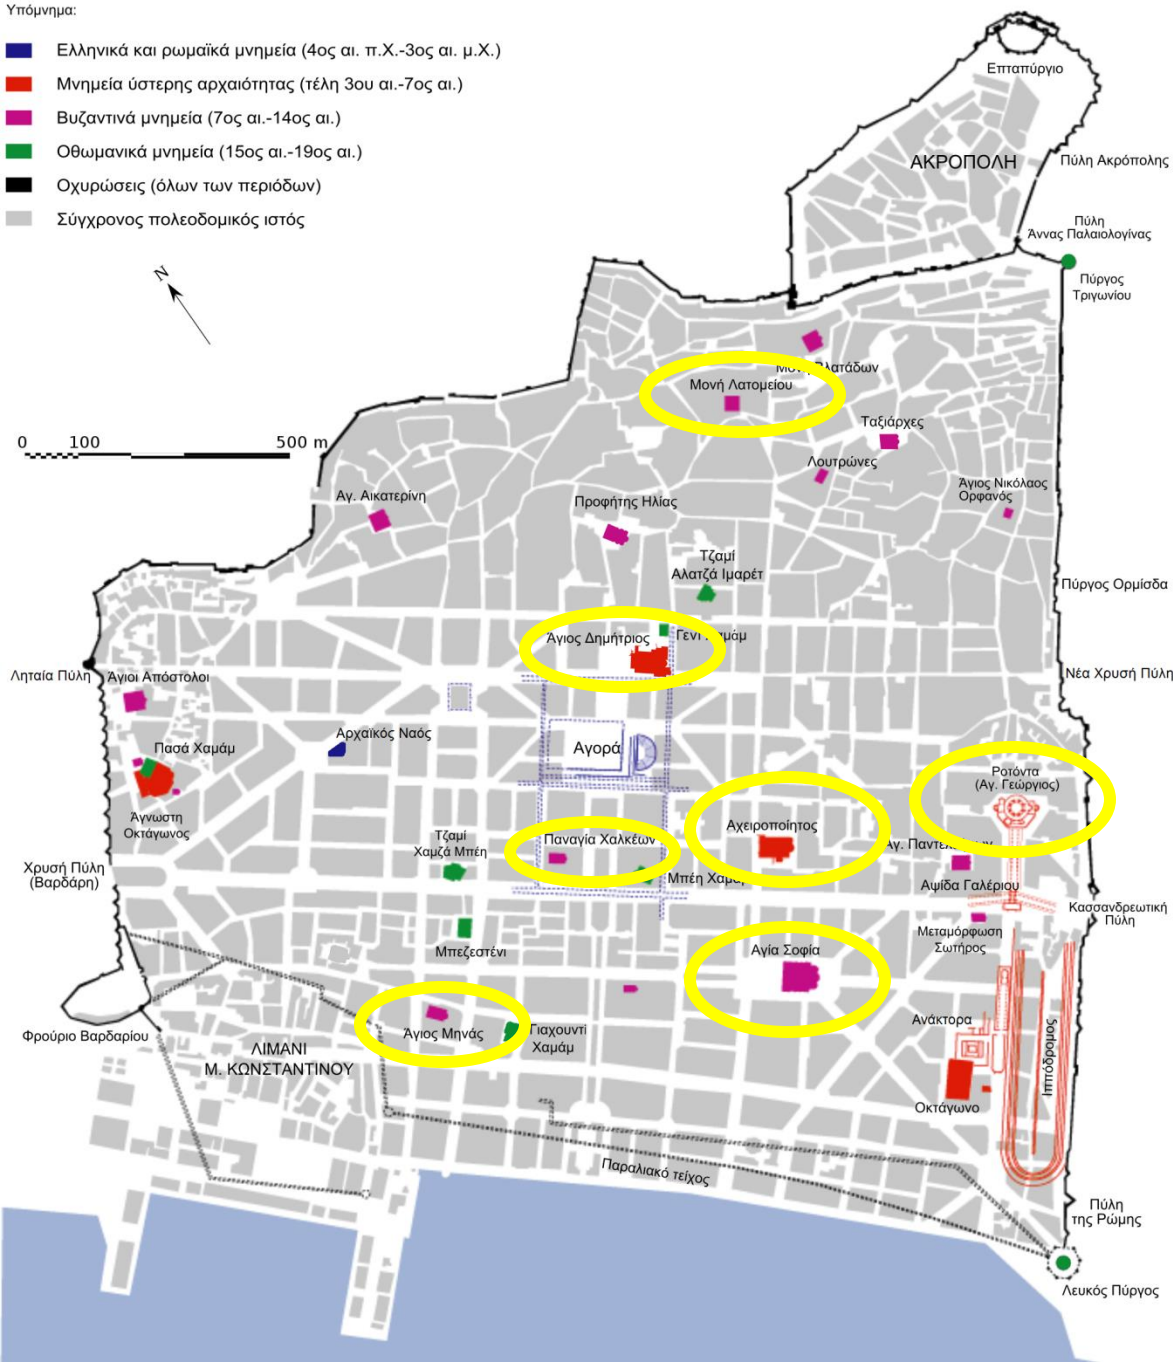 Υπόμνημα:
Ελληνικά και ρωμαϊκά μνημεία (4ος αι. π.Χ.-3ος αι. μ.Χ.)
Μνημεία ύστερης αρχαιότητας (τέλη 3ου αι.-7ος αι.)
Βυζαντινά μνημεία (7ος αι.-14ος αι.)
Οθωμανικά μνημεία (15ος αι.-19ος αι.)
Οχυρώσεις (όλων των περιόδων)
Σύγχρονος πολεοδομικός ιστός
N
0 100 500 m
Επταπύργιο
ΑΚΡΟΠΟΛΗ
Πύλη Ακρόπολης
Πύλη
Άννας Παλαιολογίνας
Πύργος
Τριγωνίου
Μονή Λατομείου
Ταξιάρχες
Λουτρώνες
Άγιος Νικόλαος
Ορφανός
Αγ. Αικατερίνη
Προφήτης Ηλίας
Τζαμί
Αλατζά Ιμαρέτ
Πύργος Ορμίσδα
Άγιος Δημήτριος
Γενί
Ληταία Πύλη
Άγιοι Απόστολοι
Νέα Χρυσή Πύλη
Αρχαϊκός Ναός
Πασά Χαμάμ
Αγορά
Ροτόντα
(Αγ. Γεώργιος)
Άγνωστη
Οκτάγωνος
Τζαμί
Χαμζά Μπέη
Παναγία Χαλκέων
Αχειροποίητος
Αγ.
Χρυσή Πύλη
(Βαρδάρη)
Μπέη
Αψίδα Γαλέριου
Κασσανδρεωτική
Πύλη
Μεταμόρφωση
Σωτήρος
Μπεζεστένι
Αγία Σοφία
Άγιος Μηνάς
Γιαχουντί
Χαμάμ
Ανάκτορα
Ιππόδρομος
Φρούριο Βαρδαρίου
ΛΙΜΑΝΙ
Μ. ΚΩΝΣΤΑΝΤΙΝΟΥ
Οκτάγωνο
Παραλιακό τείχος
Πύλη
της Ρώμης
Λευκός Πύργος